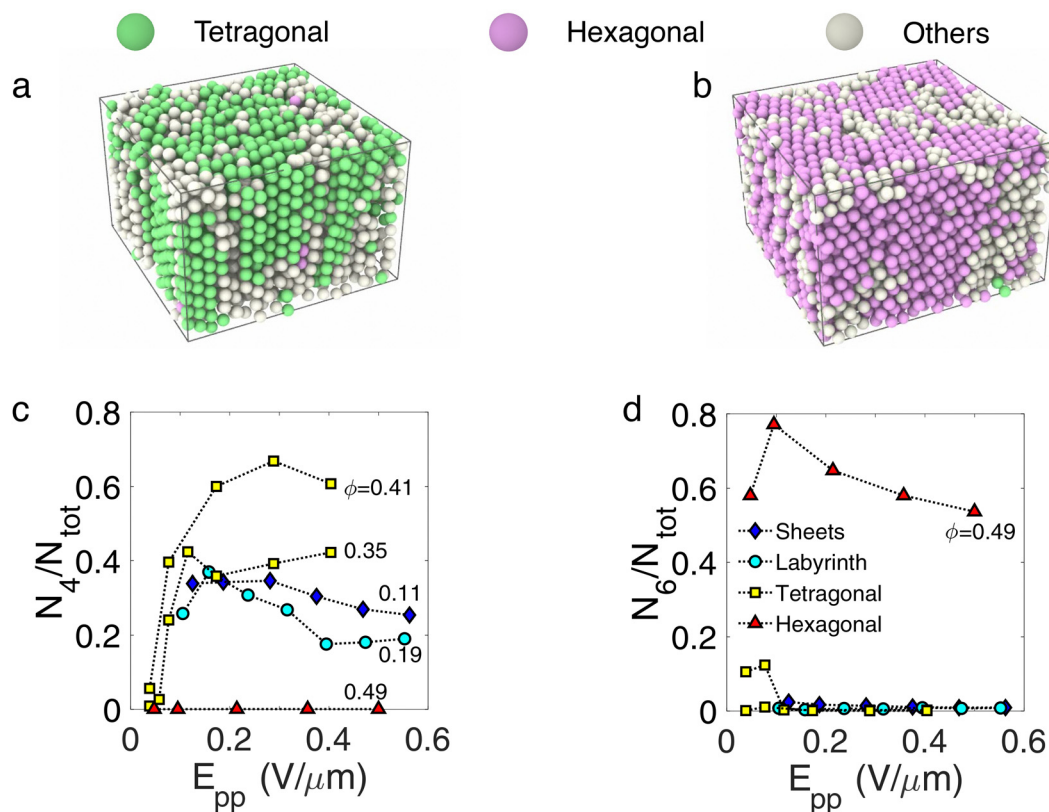 Tetragonal Hexagonal Others
a b
c d
N4/Ntot
0.8
0.6
0.4
0.2
0
0 0.2 0.4 0.6
Epp (V/μm)
ϕ=0.41
0.35
0.11
0.19
0.49
N6/Ntot
0.8
0.6
0.4
0.2
0
0 0.2 0.4 0.6
Epp (V/μm)
ϕ=0.49
Sheets
Labyrinth
Tetragonal
Hexagonal